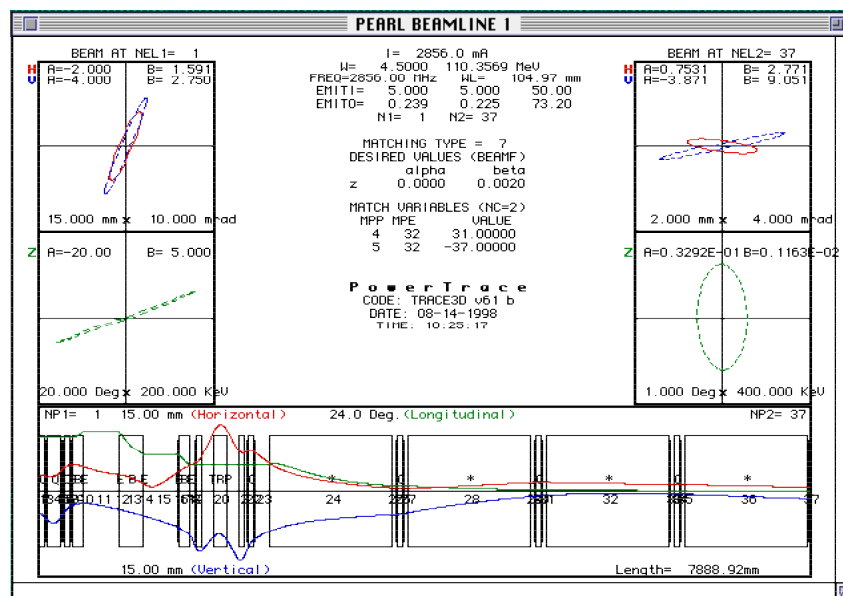 PEARL BEAMLINE 1
BEAM AT NEL1= 1
H A=-2.000 B= 1.591
V A=-4.000 B= 2.750
15.000 mm x 10.000 mrad
Z A=-20.00 B= 5.000
20.000 Deg x 200.000 KeV
I= 2856.0 mA
W= 4.5000 110.3569 MeV
FREQ=2856.00 MHz WL= 104.97 mm
EMITI= 5.000 5.000 50.00
EMITO= 0.239 0.225 73.20
N1= 1 N2= 37
MATCHING TYPE = 7
DESIRED VALUES (BEAMF)
alpha beta
z 0.0000 0.0020
MATCH VARIABLES (NC=2)
MPP MPE VALUE
4 32 31.00000
5 32 -37.00000
PowerTrace
CODE: TRACE3D v61 b
DATE: 08-14-1998
TIME: 10:25:17
BEAM AT NEL2= 37
H A=0.7531 B= 2.771
V A=-3.871 B= 9.051
2.000 mm x 4.000 mrad
Z A=0.3292E-01 B=0.1163E-02
1.000 Deg x 400.000 KeV
NP1= 1 15.00 mm (Horizontal) 24.0 Deg.(Longitudinal) NP2= 37
TRP * * * *
20 24 28 32 36
15.00 mm (Vertical) Length= 7888.92mm